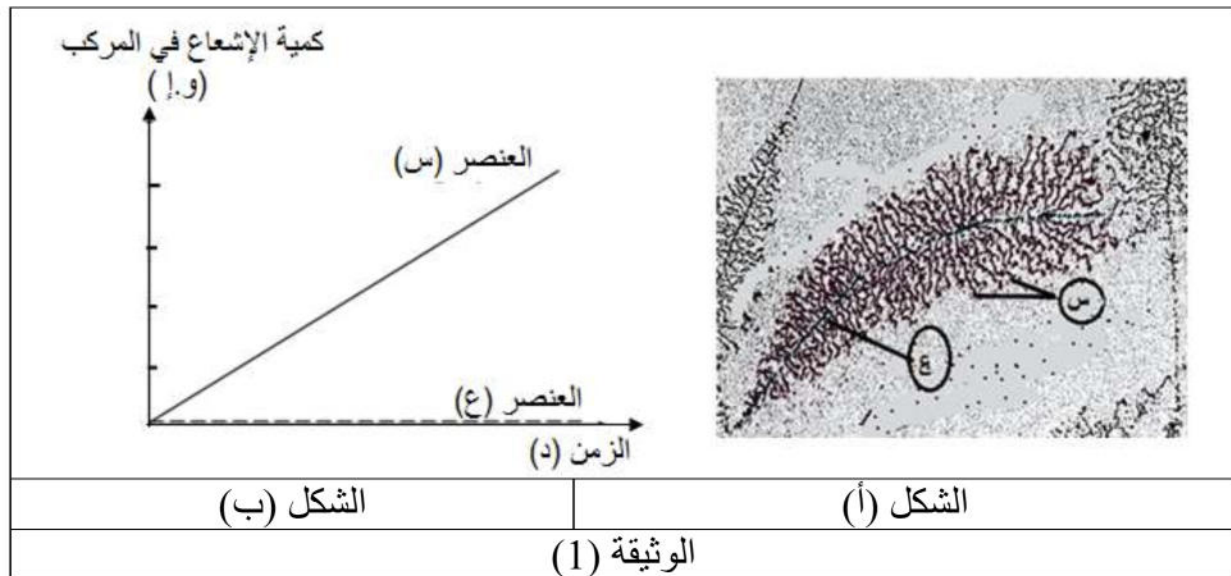 كمية الإشعاع في المركب
(و.إ)
العنصر (س)
العنصر (ع)
الزمن (د)
س
ع
الشكل (أ)
الشكل (ب)
الوثيقة (1)